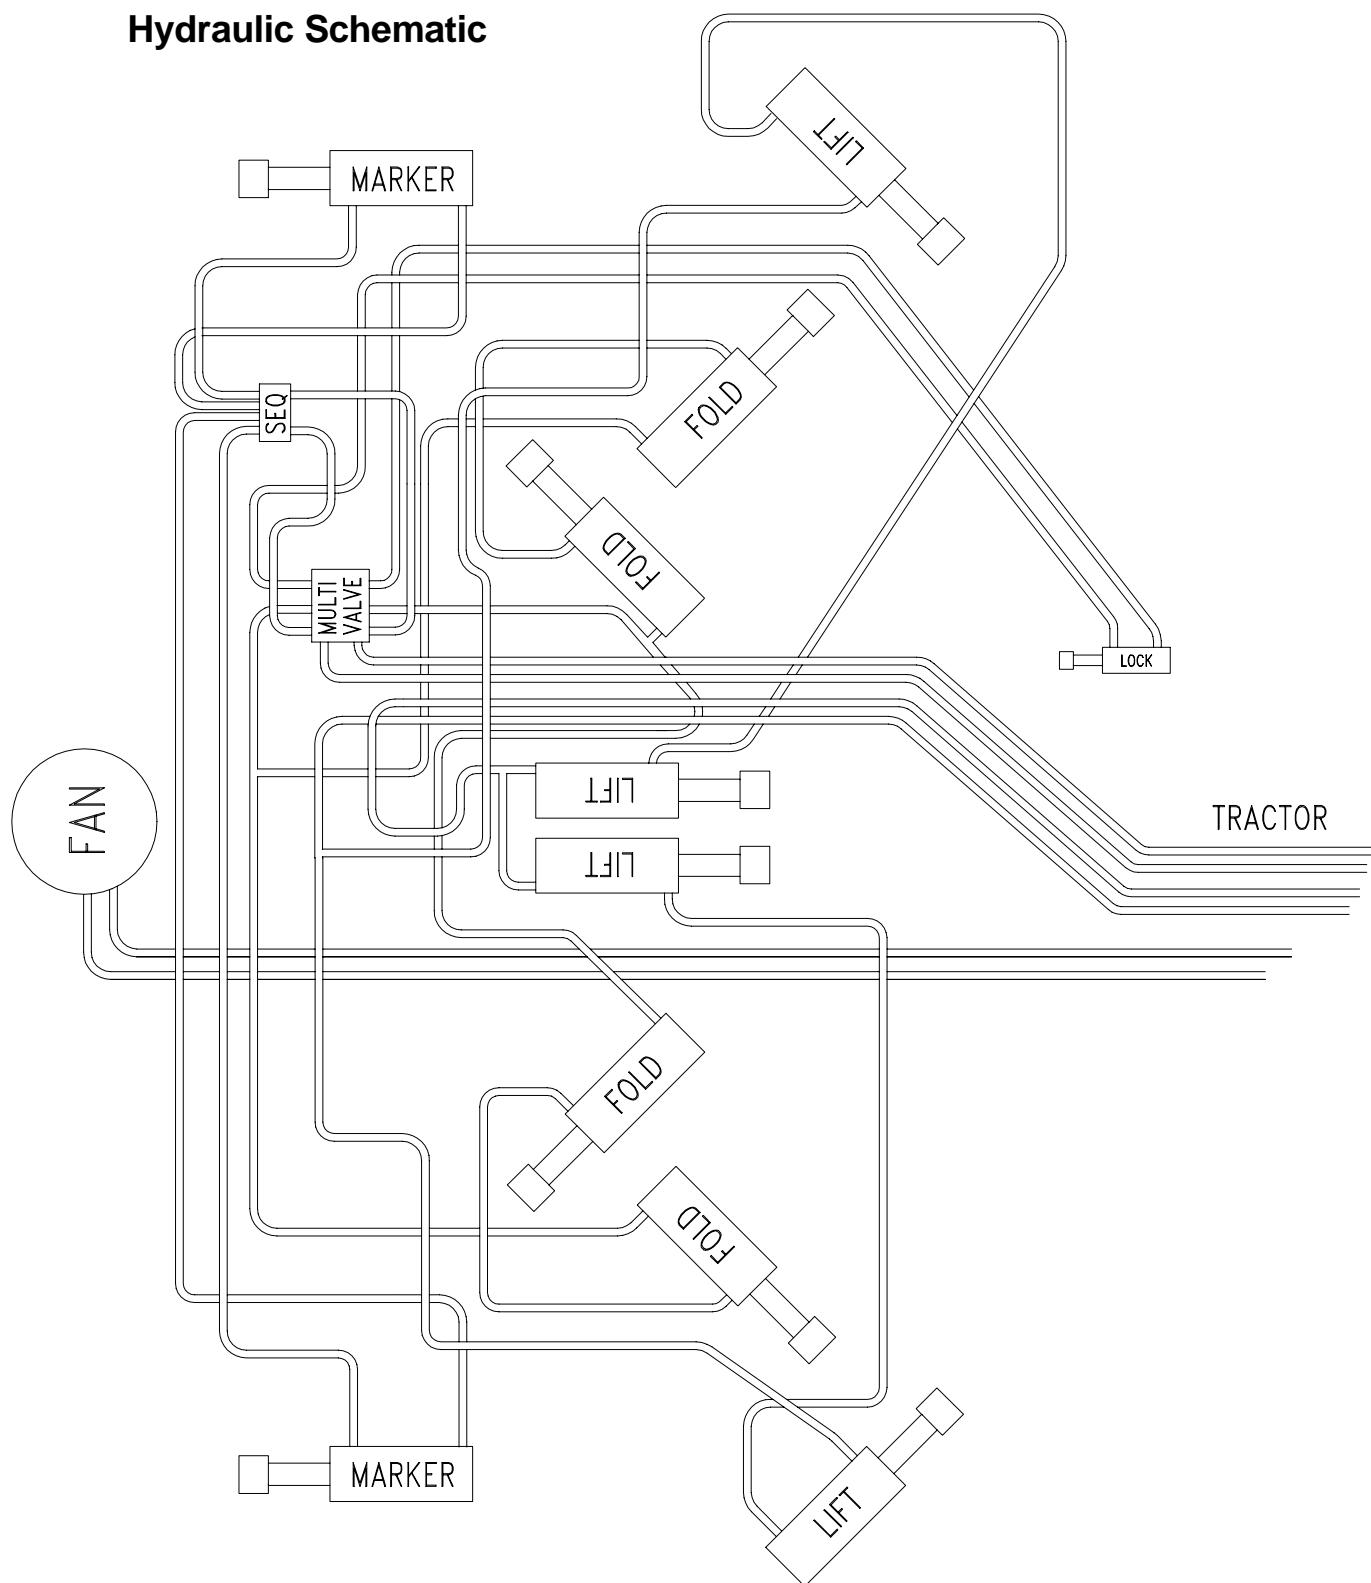 Hydraulic Schematic
LIFT
MARKER
FOLD
SEQ
FOLD
MULTI
VALVE
LOCK
FAN
LIFT
TRACTOR
LIFT
FOLD
FOLD
MARKER
LIFT